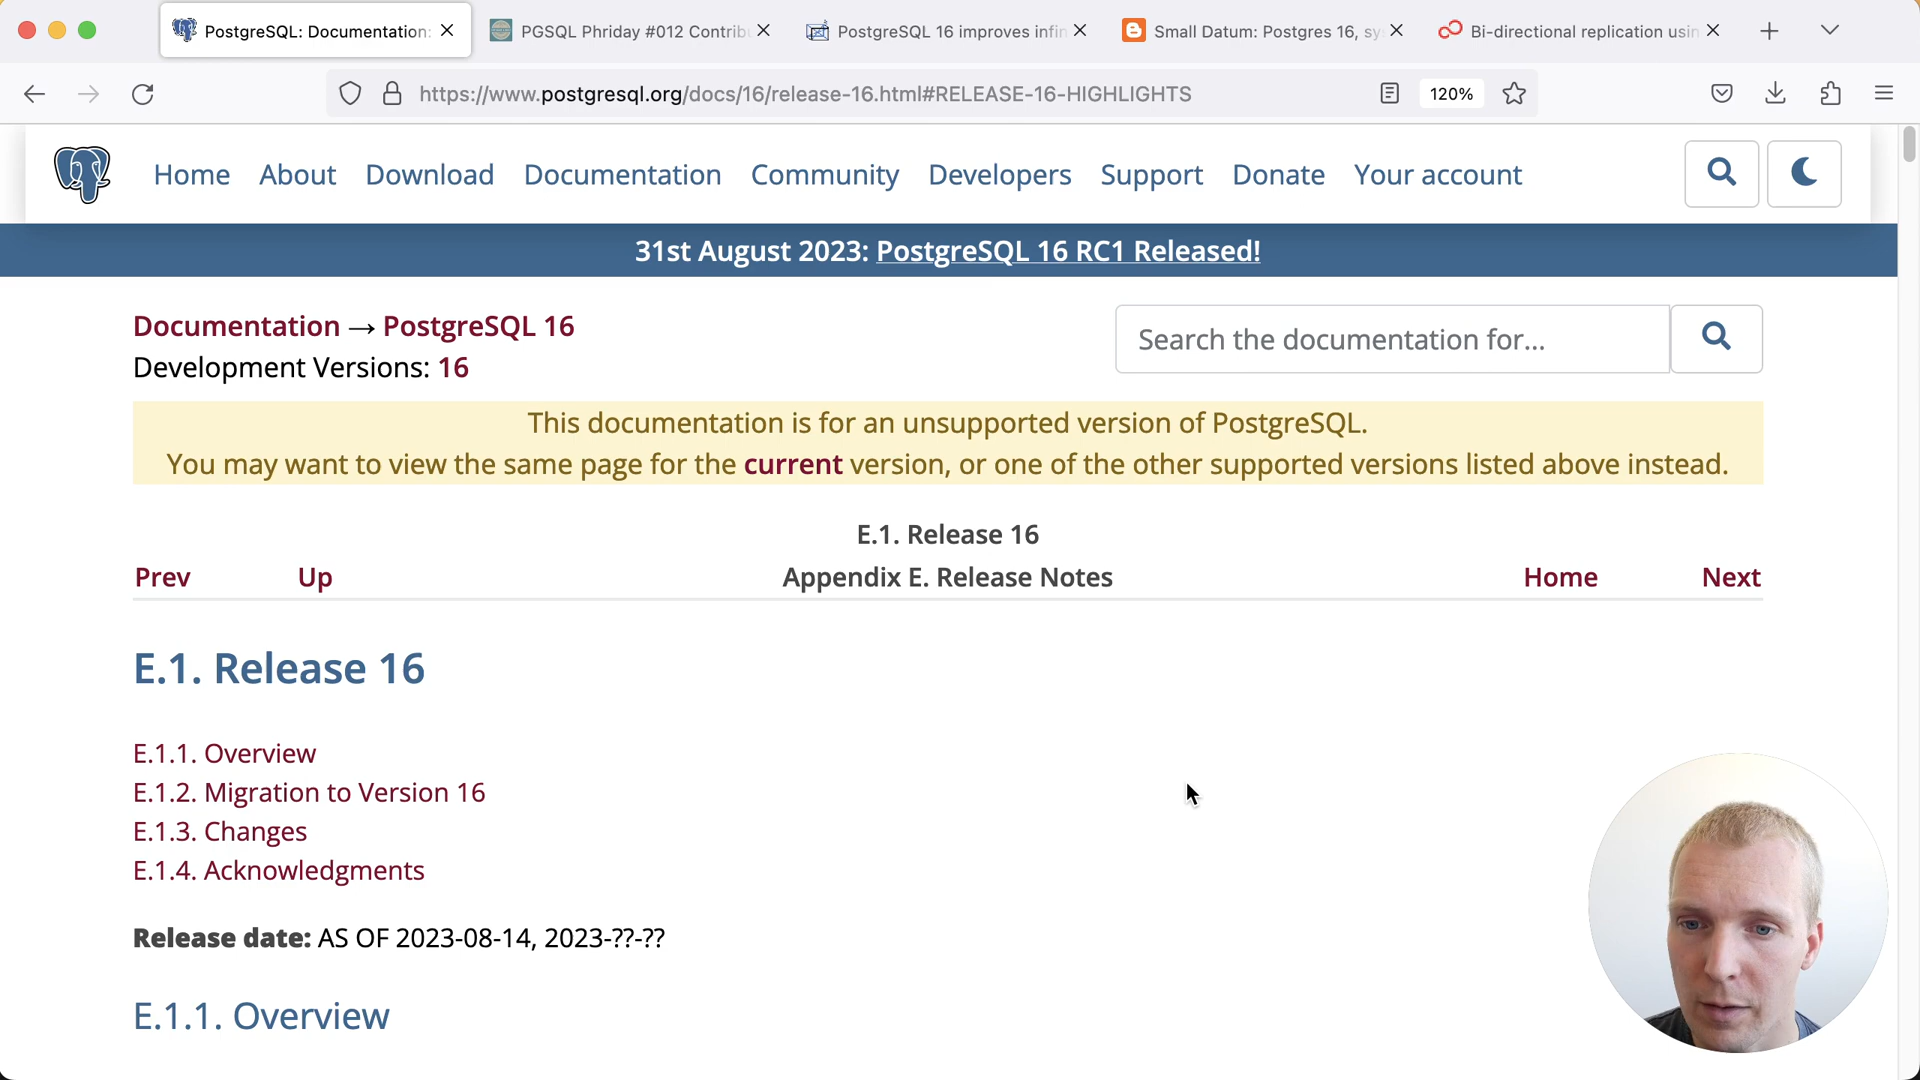 PostgreSQL: Documentation:
PGSQL Phriday #012 Contrib
PostgreSQL 16 improves infin
Small Datum: Postgres 16, sy
Bi-directional replication usin
https://www.postgresql.org/docs/16/release-16.html#RELEASE-16-HIGHLIGHTS
120%
Home About Download Documentation Community Developers Support Donate Your account
31st August 2023: PostgreSQL 16 RC1 Released!
Documentation → PostgreSQL 16
Development Versions: 16
Search the documentation for...
This documentation is for an unsupported version of PostgreSQL.
You may want to view the same page for the current version, or one of the other supported versions listed above instead.
E.1. Release 16
Prev Up Appendix E. Release Notes Home Next
E.1. Release 16
E.1.1. Overview
E.1.2. Migration to Version 16
E.1.3. Changes
E.1.4. Acknowledgments
Release date: AS OF 2023-08-14, 2023-??-??
E.1.1. Overview